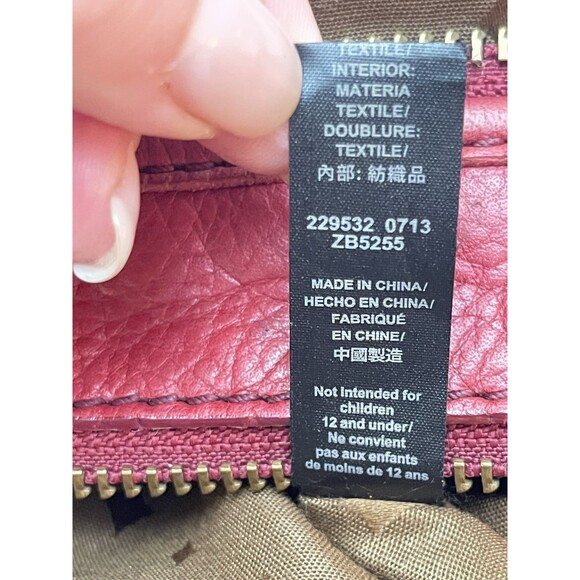 TEXTILE/
INTERIOR:
MATERIA
TEXTILE/
DOUBLURE:
TEXTILE/
內部: 紡織品
229532 0713
ZB5255
MADE IN CHINA/
HECHO EN CHINA/
FABRIQUÉ
EN CHINE/
中國製造
Not Intended for
children
12 and under/
Ne convient
pas aux enfants
de moins de 12 ans